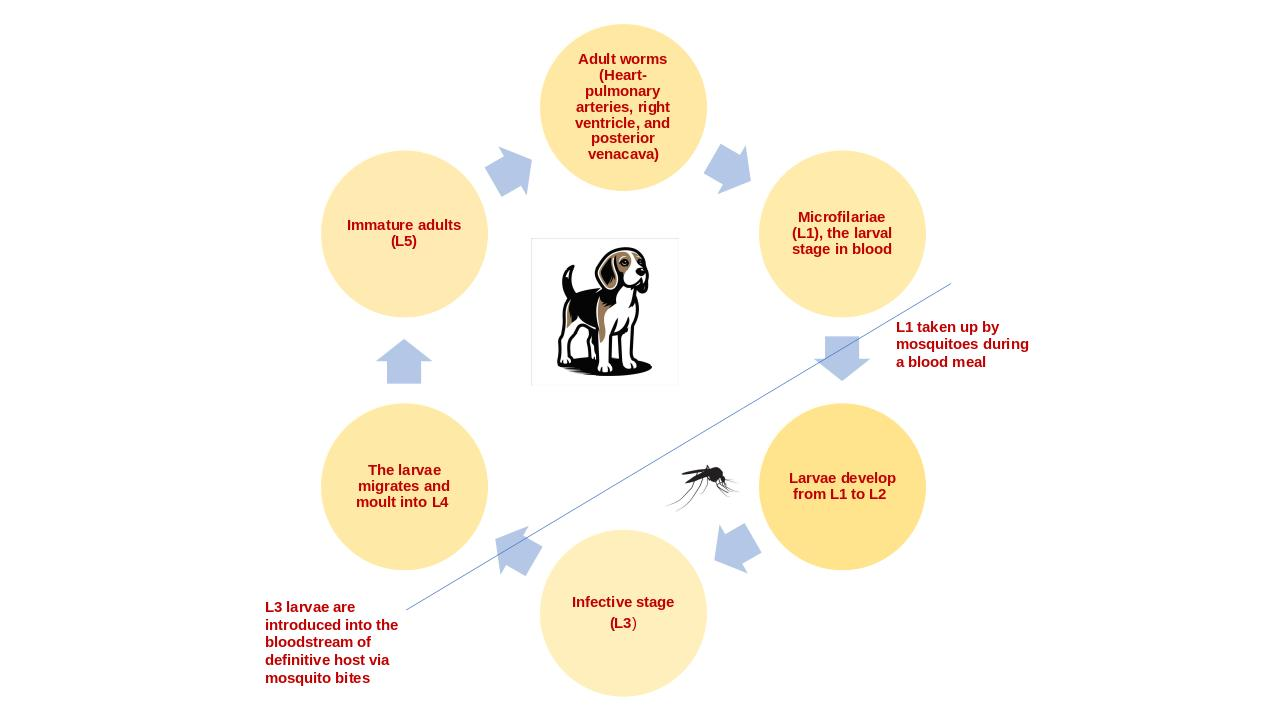 Adult worms
(Heart-
pulmonary
arteries, right
ventricle, and
posterior
venacava)
Microfilariae
(L1), the larval
stage in blood
L1 taken up by
mosquitoes during
a blood meal
Larvae develop
from L1 to L2
Infective stage
(L3)
L3 larvae are
introduced into the
bloodstream of
definitive host via
mosquito bites
The larvae
migrates and
moult into L4
Immature adults
(L5)